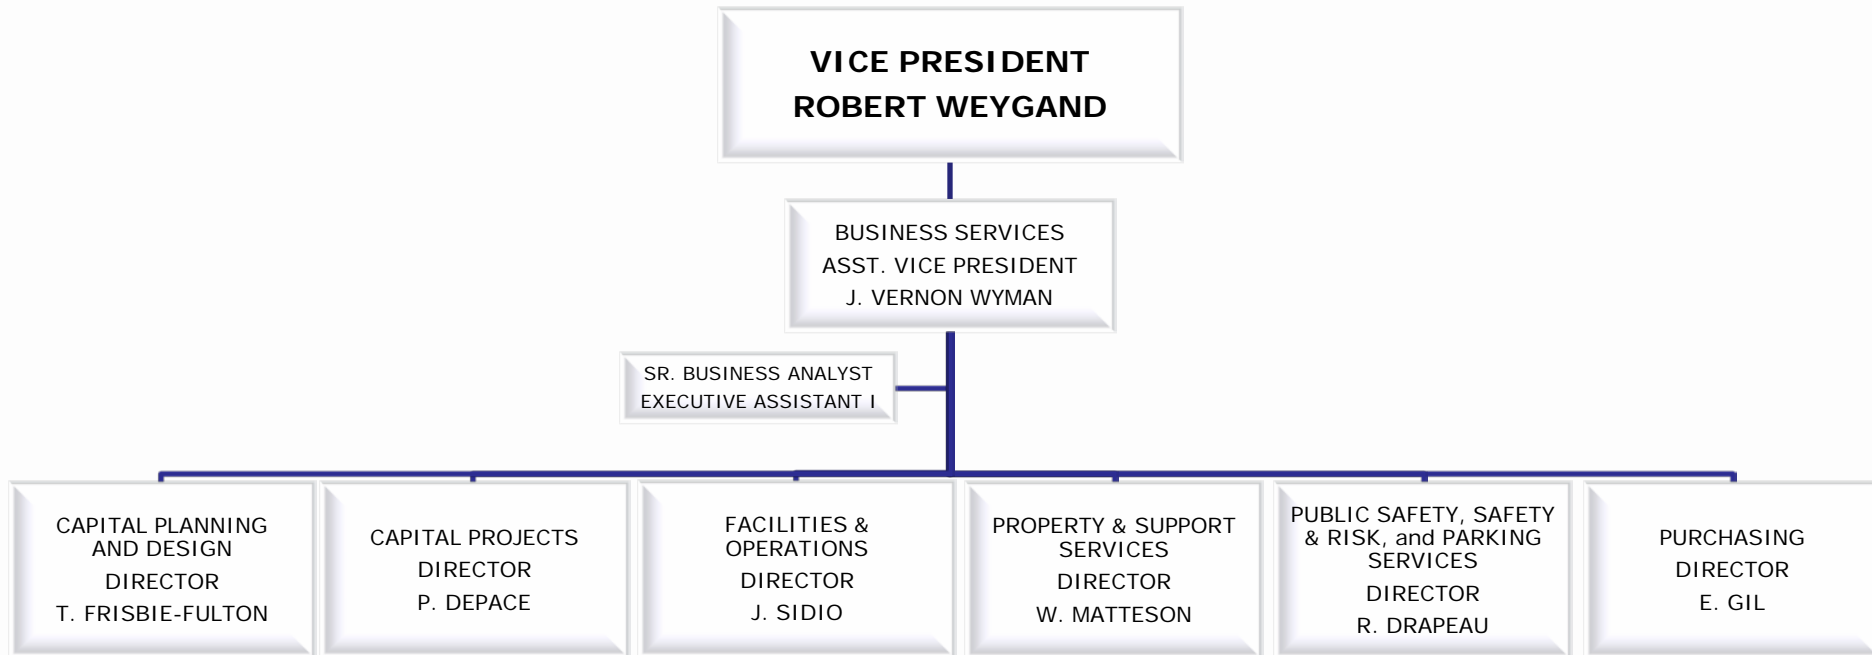 VICE PRESIDENT
ROBERT WEYGAND
BUSINESS SERVICES
ASST. VICE PRESIDENT
J. VERNON WYMAN
SR. BUSINESS ANALYST
EXECUTIVE ASSISTANT I
CAPITAL PLANNING
AND DESIGN
DIRECTOR
T. FRISBIE-FULTON
CAPITAL PROJECTS
DIRECTOR
P. DEPACE
FACILITIES &
OPERATIONS
DIRECTOR
J. SIDIO
PROPERTY & SUPPORT
SERVICES
DIRECTOR
W. MATTESON
PUBLIC SAFETY, SAFETY
& RISK, and PARKING
SERVICES
DIRECTOR
R. DRAPEAU
PURCHASING
DIRECTOR
E. GIL